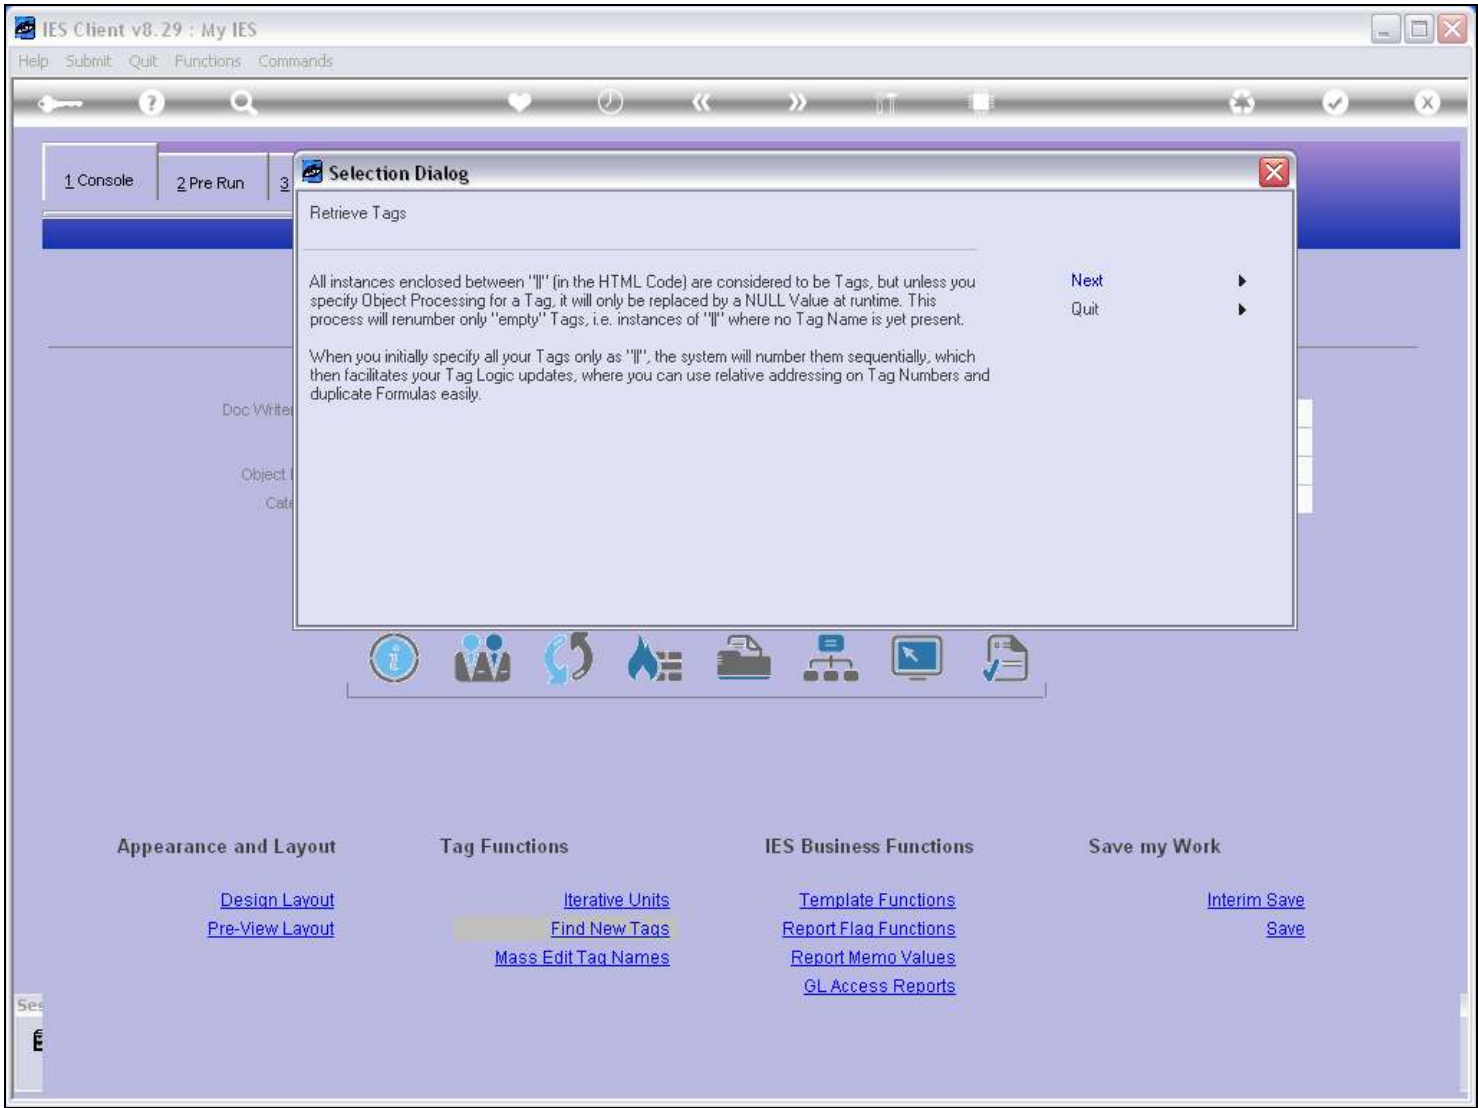 IES Client v8.29 : My IES
Help Submit Quit Functions Commands
1 Console
2 Pre Run
3
Selection Dialog
Retrieve Tags
All instances enclosed between "||" (in the HTML Code) are considered to be Tags, but unless you
specify Object Processing for a Tag, it will only be replaced by a NULL Value at runtime. This
process will renumber only "empty" Tags, i.e. instances of "||" where no Tag Name is yet present.
When you initially specify all your Tags only as "||", the system will number them sequentially, which
then facilitates your Tag Logic updates, where you can use relative addressing on Tag Numbers and
duplicate Formulas easily.
Next
Quit
Doc Writer
Object
Cate
Appearance and Layout
Design Layout
Pre-View Layout
Tag Functions
Iterative Units
Find New Tags
Mass Edit Tag Names
IES Business Functions
Template Functions
Report Flag Functions
Report Memo Values
GL Access Reports
Save my Work
Interim Save
Save
Ses